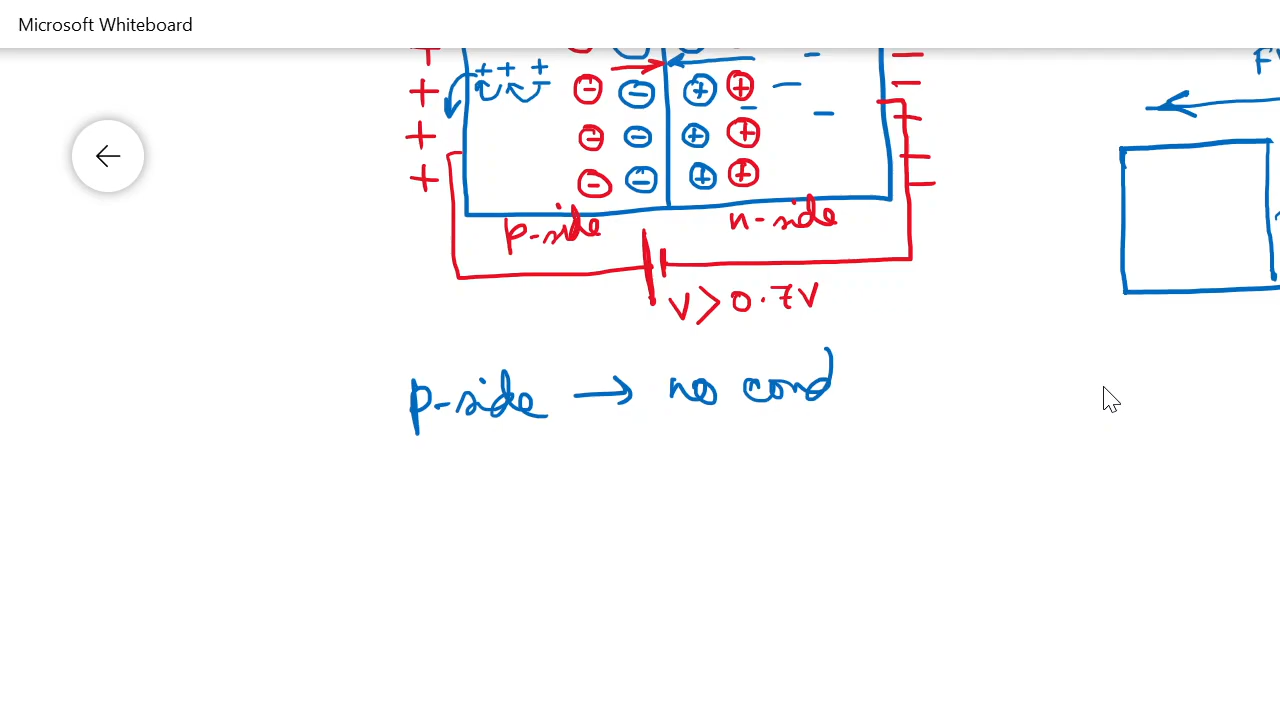 Microsoft Whiteboard
p-side
n-side
V > 0.7V
p-side → no cond